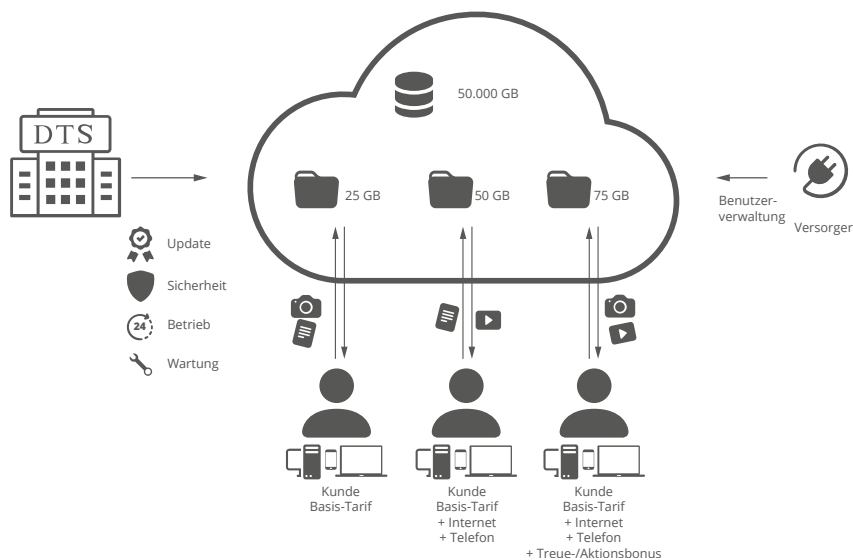 50.000 GB
DTS
25 GB
50 GB
75 GB
Benutzer-
verwaltung
Versorger
Update
Sicherheit
24
Betrieb
Wartung
Kunde
Basis-Tarif
Kunde
Basis-Tarif
+ Internet
+ Telefon
Kunde
Basis-Tarif
+ Internet
+ Telefon
+ Treue-/Aktionsbonus